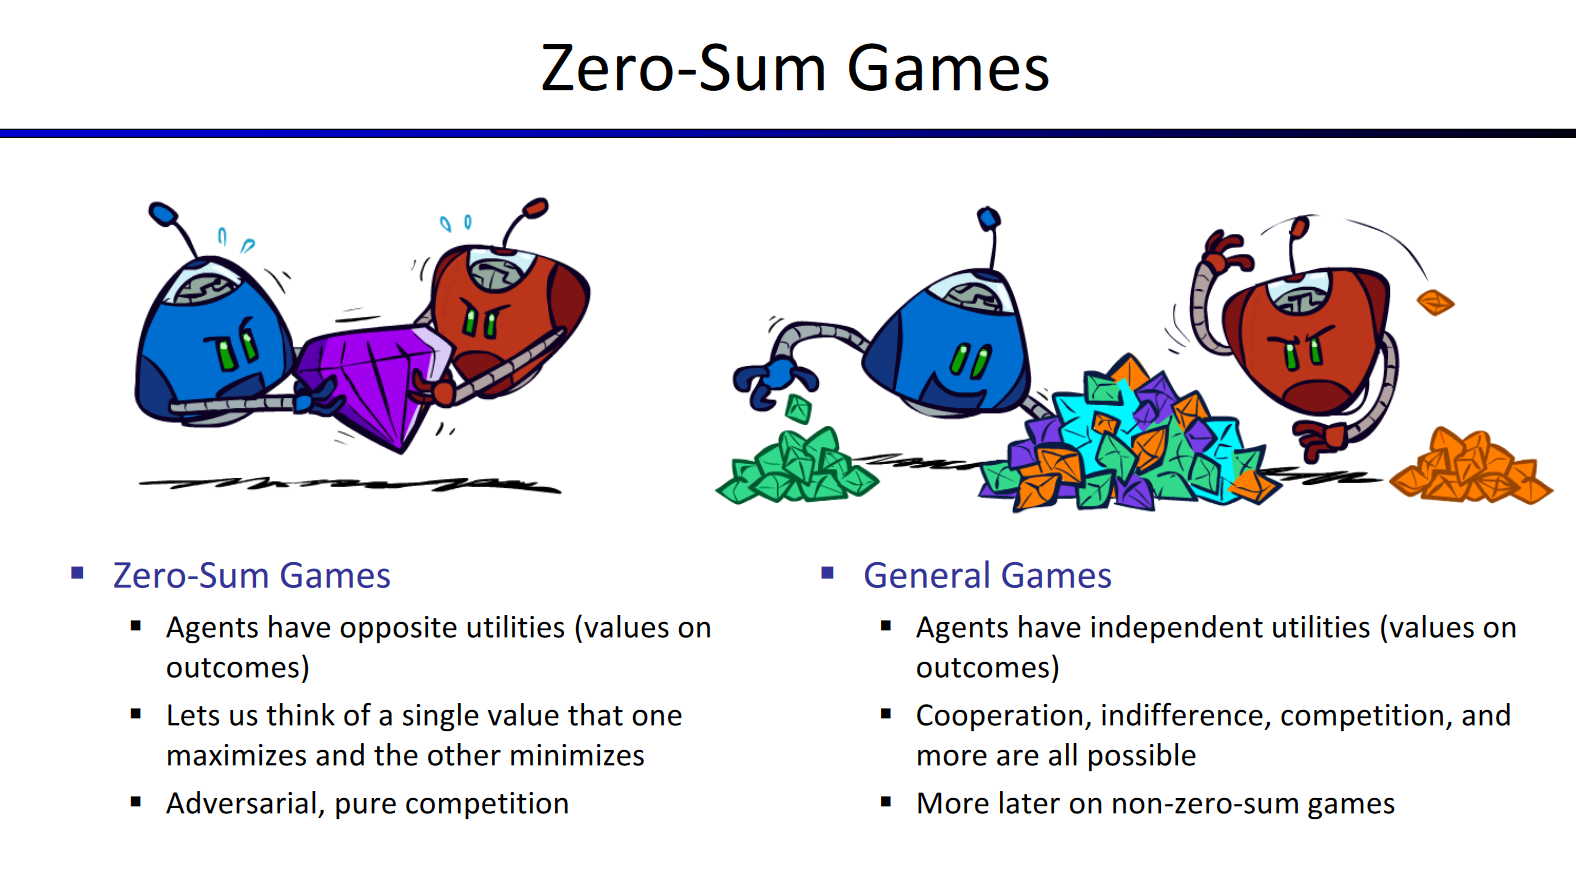 Zero-Sum Games
▪ Zero-Sum Games
▪ Agents have opposite utilities (values on
outcomes)
▪ Lets us think of a single value that one
maximizes and the other minimizes
▪ Adversarial, pure competition
▪ General Games
▪ Agents have independent utilities (values on
outcomes)
▪ Cooperation, indifference, competition, and
more are all possible
▪ More later on non-zero-sum games